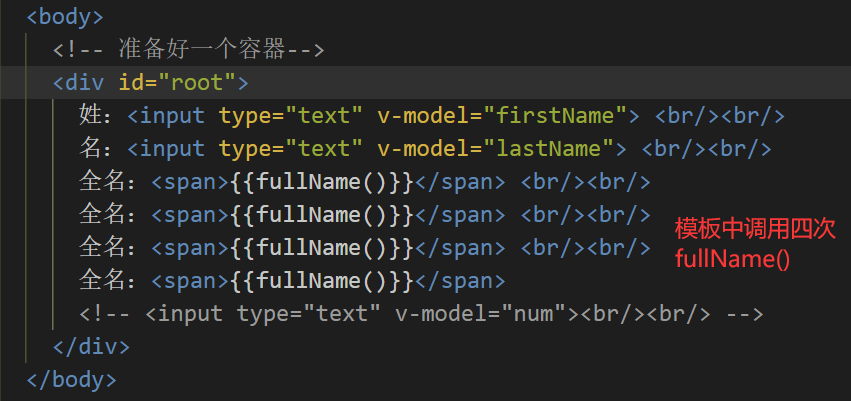 <body>
<!-- 准备好一个容器-->
<div id="root">
姓：<input type="text" v-model="firstName"> <br/><br/>
名：<input type="text" v-model="lastName"> <br/><br/>
全名：<span>{{fullName()}}</span> <br/><br/>
全名：<span>{{fullName()}}</span> <br/><br/>
全名：<span>{{fullName()}}</span> <br/><br/>
全名：<span>{{fullName()}}</span>
<!-- <input type="text" v-model="num"><br/><br/> -->
</div>
</body>
模板中调用四次
fullName()